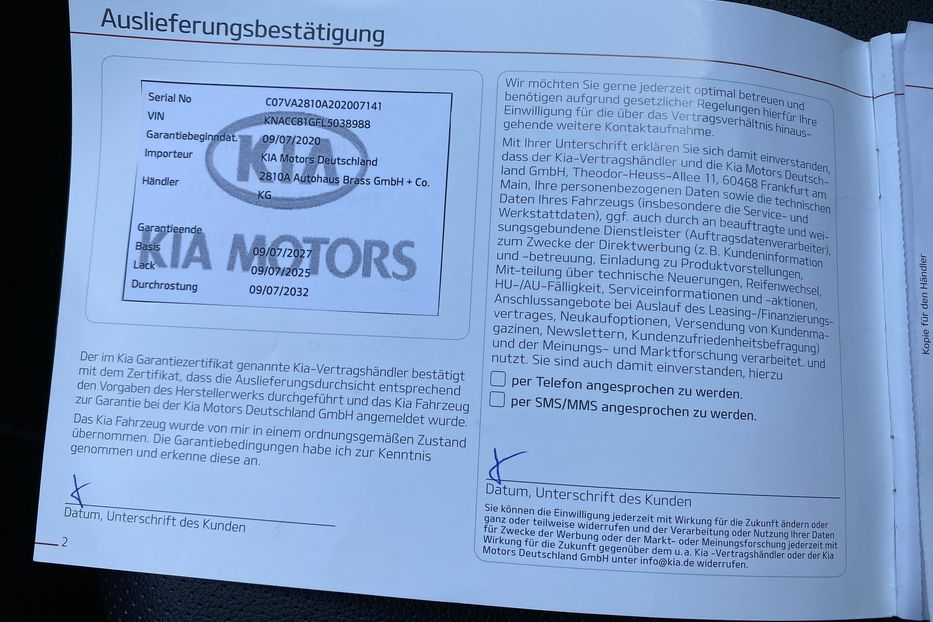 Auslieferungsbestätigung
Serial No C07VA2810A202007141
VIN KNACC81GFL5038988
Garantiebeginndat. 09/07/2020
Importeur KIA Motors Deutschland
Händler 2810A Autohaus Brass GmbH + Co.
KG
Garantieende
Basis 09/07/2027
Lack 09/07/2025
Durchrostung 09/07/2032
KIA
KIA MOTORS
Der im Kia Garantiezertifikat genannte Kia-Vertragshändler bestätigt
mit dem Zertifikat, dass die Auslieferungsdurchsicht entsprechend
den Vorgaben des Herstellerwerks durchgeführt und das Kia Fahrzeug
zur Garantie bei der Kia Motors Deutschland GmbH angemeldet wurde.
Das Kia Fahrzeug wurde von mir in einem ordnungsgemäßen Zustand
übernommen. Die Garantiebedingungen habe ich zur Kenntnis
genommen und erkenne diese an.
Datum, Unterschrift des Kunden
2
Wir möchten Sie gerne jederzeit optimal betreuen und
benötigen aufgrund gesetzlicher Regelungen hierfür Ihre
Einwilligung für die über das Vertragsverhältnis hinaus-
gehende weitere Kontaktaufnahme.
Mit Ihrer Unterschrift erklären Sie sich damit einverstanden,
dass der Kia-Vertragshändler und die Kia Motors Deutsch-
land GmbH, Theodor-Heuss-Allee 11, 60468 Frankfurt am
Main, Ihre personenbezogenen Daten sowie die technischen
Daten Ihres Fahrzeugs (insbesondere die Service- und
Werkstattdaten), ggf. auch durch an beauftragte und wei-
sungsgebundene Dienstleister (Auftragsdatenverarbeiter),
zum Zwecke der Direktwerbung (z. B. Kundeninformation
und -betreuung, Einladung zu Produktvorstellungen,
Mit-teilung über technische Neuerungen, Reifenwechsel,
HU-/AU-Fälligkeit, Serviceinformationen und -aktionen,
Anschlussangebote bei Auslauf des Leasing-/Finanzierungs-
vertrages, Neukaufoptionen, Versendung von Kundenma-
gazinen, Newslettern, Kundenzufriedenheitsbefragung)
und der Meinungs- und Marktforschung verarbeitet. und
nutzt. Sie sind auch damit einverstanden, hierzu
per Telefon angesprochen zu werden.
per SMS/MMS angesprochen zu werden.
Datum, Unterschrift des Kunden
Sie können die Einwilligung jederzeit mit Wirkung für die Zukunft ändern oder
ganz oder teilweise widerrufen und der Verarbeitung oder Nutzung Ihrer Daten
für Zwecke der Werbung oder der Markt- oder Meinungsforschung jederzeit mit
Wirkung für die Zukunft gegenüber dem u.a. Kia -Vertragshändler oder der Kia
Motors Deutschland GmbH unter info@kia.de widerrufen.
Kopie für den Händler